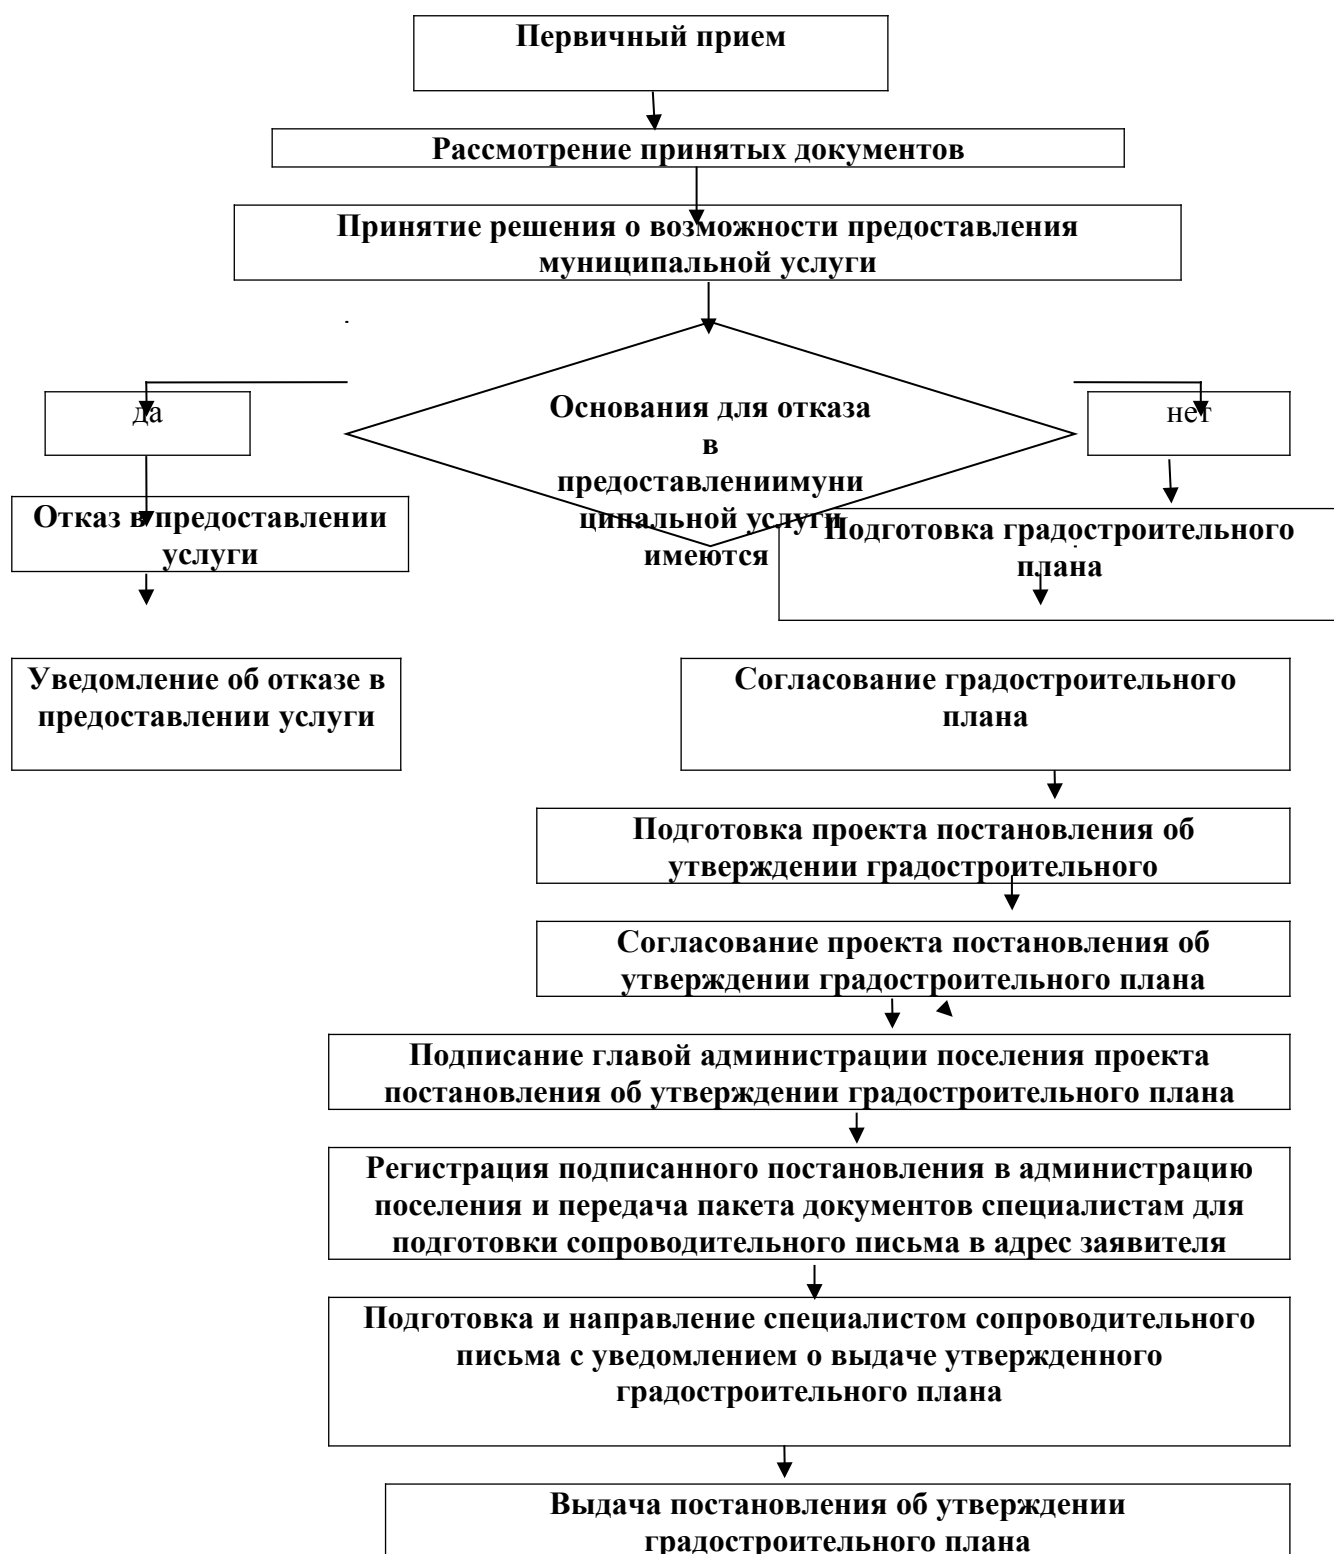 Первичный прием
Рассмотрение принятых документов
Принятие решения о возможности предоставления
муниципальной услуги
да
Основания для отказа
в
предоставлениимуни
ципальной услуги
имеются
нет
Отказ в предоставлении
услуги
Подготовка градостроительного
плана
Уведомление об отказе в
предоставлении услуги
Согласование градостроительного
плана
Подготовка проекта постановления об
утверждении градостроительного
Согласование проекта постановления об
утверждении градостроительного плана
Подписание главой администрации поселения проекта
постановления об утверждении градостроительного плана
Регистрация подписанного постановления в администрацию
поселения и передача пакета документов специалистам для
подготовки сопроводительного письма в адрес заявителя
Подготовка и направление специалистом сопроводительного
письма с уведомлением о выдаче утвержденного
градостроительного плана
Выдача постановления об утверждении
градостроительного плана